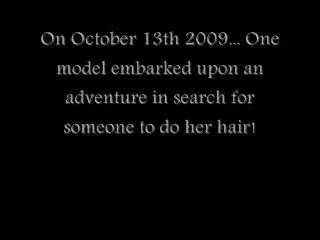 On October 13th 2009... One
model embarked upon an
adventure in search for
someone to do her hair!